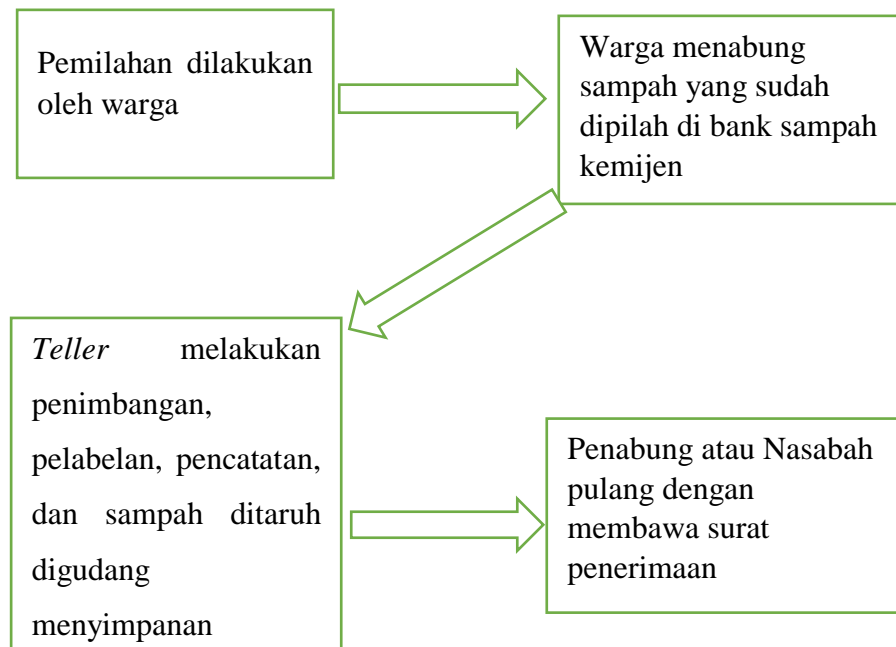 Pemilahan dilakukan
oleh warga
Warga menabung
sampah yang sudah
dipilah di bank sampah
kemijen
Teller melakukan
penimbangan,
pelabelan, pencatatan,
dan sampah ditaruh
digudang
menyimpanan
Penabung atau Nasabah
pulang dengan
membawa surat
penerimaan